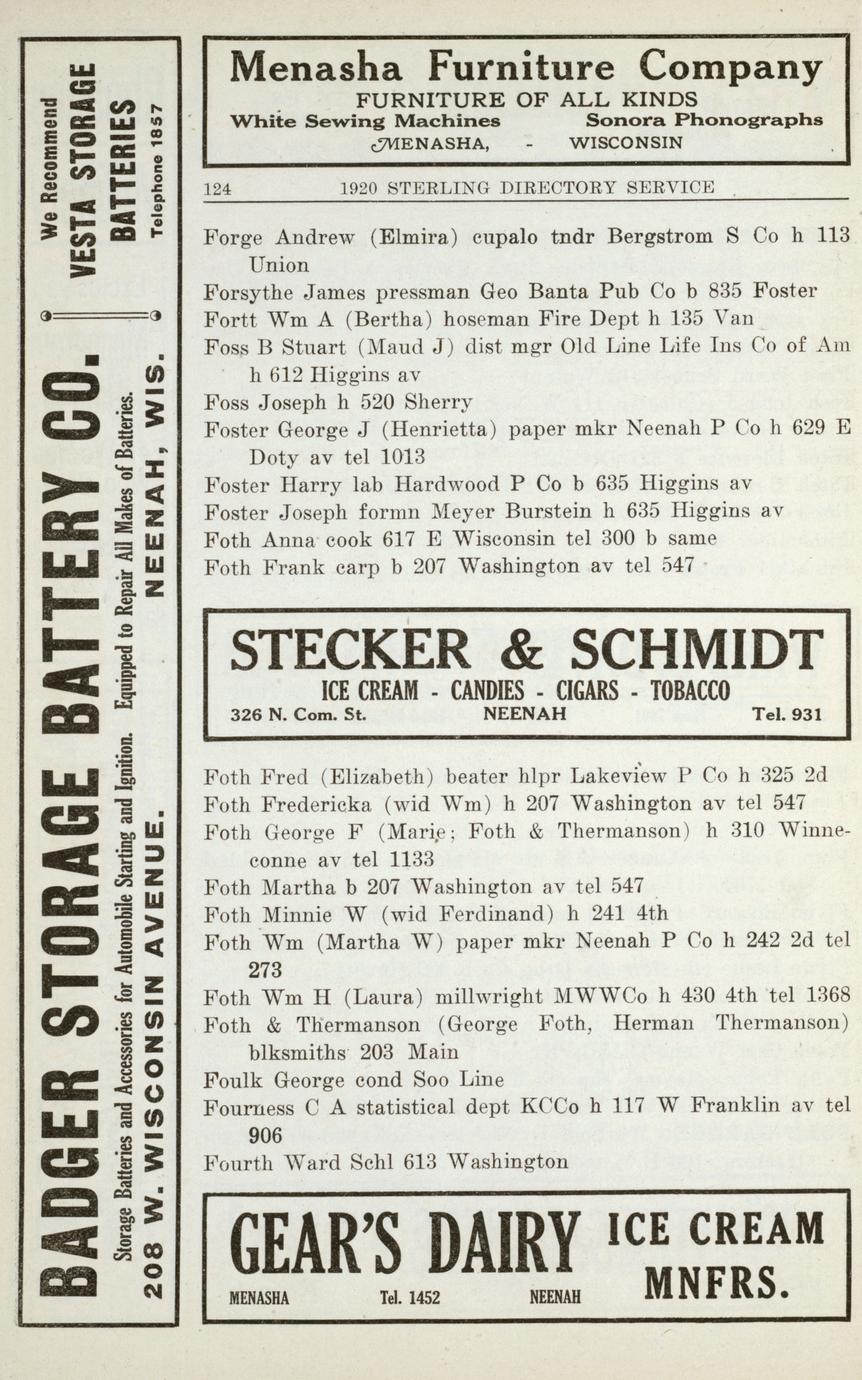 We Recommend
VESTA STORAGE
BATTERIES
Telephone 1857
BADGER STORAGE BATTERY CO.
Storage Batteries and Accessories for Automobile Starting and Ignition. Equipped to Repair All Makes of Batteries.
208 W. WISCONSIN AVENUE. NEENAH, WIS.
Menasha Furniture Company
FURNITURE OF ALL KINDS
White Sewing Machines Sonora Phonographs
MENASHA, - WISCONSIN
124 1920 STERLING DIRECTORY SERVICE
Forge Andrew (Elmira) cupalo tndr Bergstrom S Co h 113
Union
Forsythe James pressman Geo Banta Pub Co b 835 Foster
Fortt Wm A (Bertha) hoseman Fire Dept h 135 Van
Foss B Stuart (Maud J) dist mgr Old Line Life Ins Co of Am
h 612 Higgins av
Foss Joseph h 520 Sherry
Foster George J (Henrietta) paper mkr Neenah P Co h 629 E
Doty av tel 1013
Foster Harry lab Hardwood P Co b 635 Higgins av
Foster Joseph formn Meyer Burstein h 635 Higgins av
Foth Anna cook 617 E Wisconsin tel 300 b same
Foth Frank carp b 207 Washington av tel 547
STECKER & SCHMIDT
ICE CREAM - CANDIES - CIGARS - TOBACCO
326 N. Com. St. NEENAH Tel. 931
Foth Fred (Elizabeth) beater hlpr Lakeview P Co h 325 2d
Foth Fredericka (wid Wm) h 207 Washington av tel 547
Foth George F (Marie; Foth & Thermanson) h 310 Winne-
conne av tel 1133
Foth Martha b 207 Washington av tel 547
Foth Minnie W (wid Ferdinand) h 241 4th
Foth Wm (Martha W) paper mkr Neenah P Co h 242 2d tel
273
Foth Wm H (Laura) millwright MWWCo h 430 4th tel 1368
Foth & Thermanson (George Foth, Herman Thermanson)
blksmiths 203 Main
Foulk George cond Soo Line
Fourness C A statistical dept KCCo h 117 W Franklin av tel
906
Fourth Ward Schl 613 Washington
GEAR'S DAIRY ICE CREAM
MNFRS.
MENASHA Tel. 1452 NEENAH